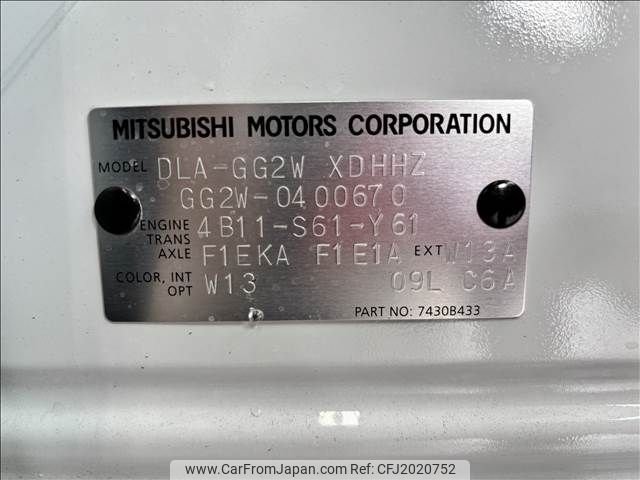 MITSUBISHI MOTORS CORPORATION
MODEL DLA-GG2W XDHHZ
GG2W-0400670
ENGINE 4B11-S61-Y61
TRANS AXLE F1EKA F1E1A EXT W13A
COLOR, INT OPT W13 09L C6A
PART NO: 7430B433
www.CarFromJapan.com | CFJ2020752